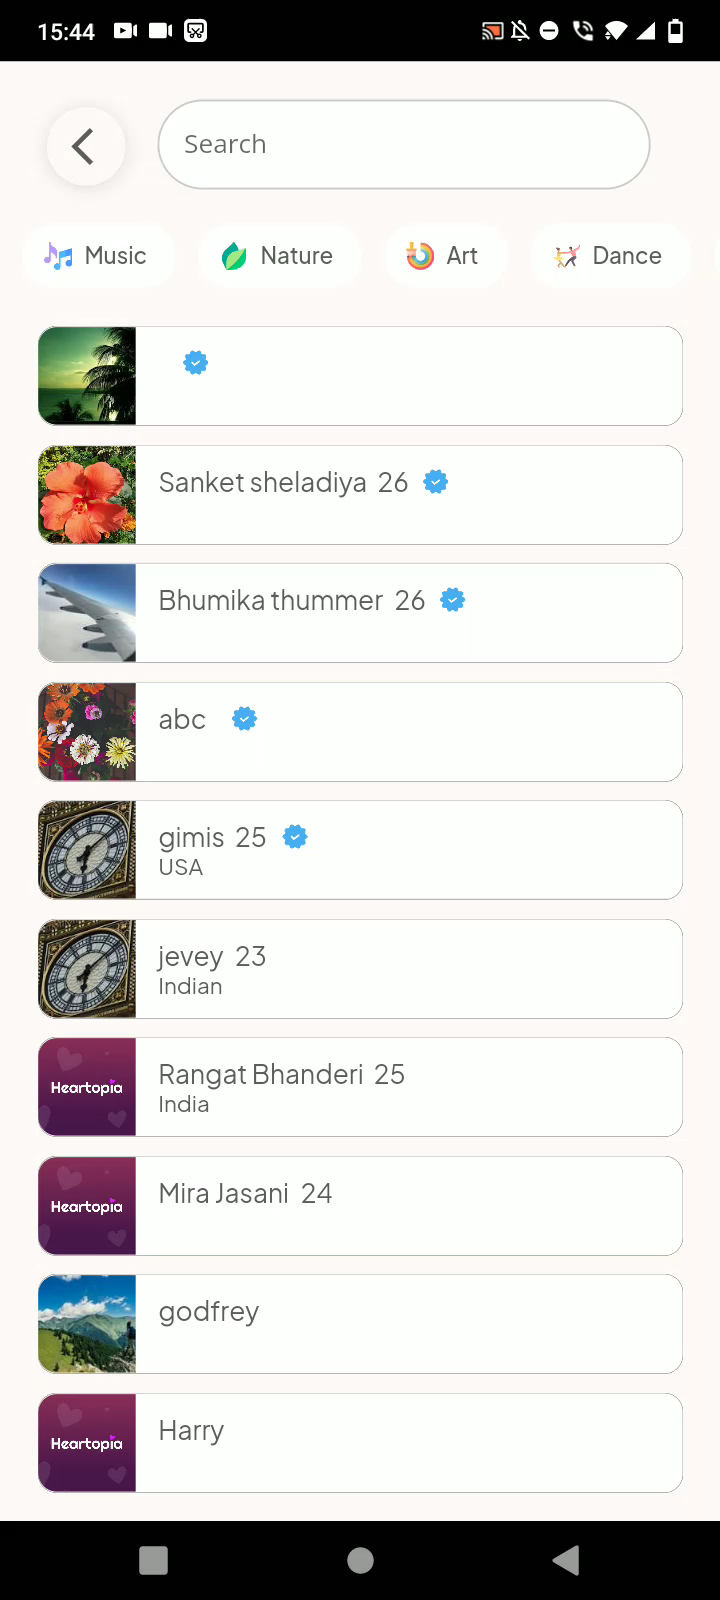 15:44
Search
Music Nature Art Dance
Sanket sheladiya 26
Bhumika thummer 26
abc
gimis 25
USA
jevey 23
Indian
Heartopia
Rangat Bhanderi 25
India
Heartopia
Mira Jasani 24
godfrey
Heartopia
Harry